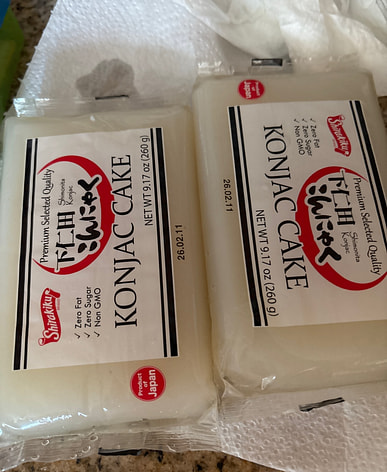 Premium Selected Quality
下仁田
Shimonita
Konjac
こんにゃく
KONJAC CAKE
NET WT 9.17 oz (260 g)
Shirakiku
✓ Zero Fat
✓ Zero Sugar
✓ Non GMO
26.02.11
Product of
Japan
Product of
Japan
Shirakiku
✓ Zero Fat
✓ Zero Sugar
✓ Non GMO
Premium Selected Quality
下仁田
Shimonita
Konjac
こんにゃく
KONJAC CAKE
NET WT 9.17 oz (260 g)
26.02.11